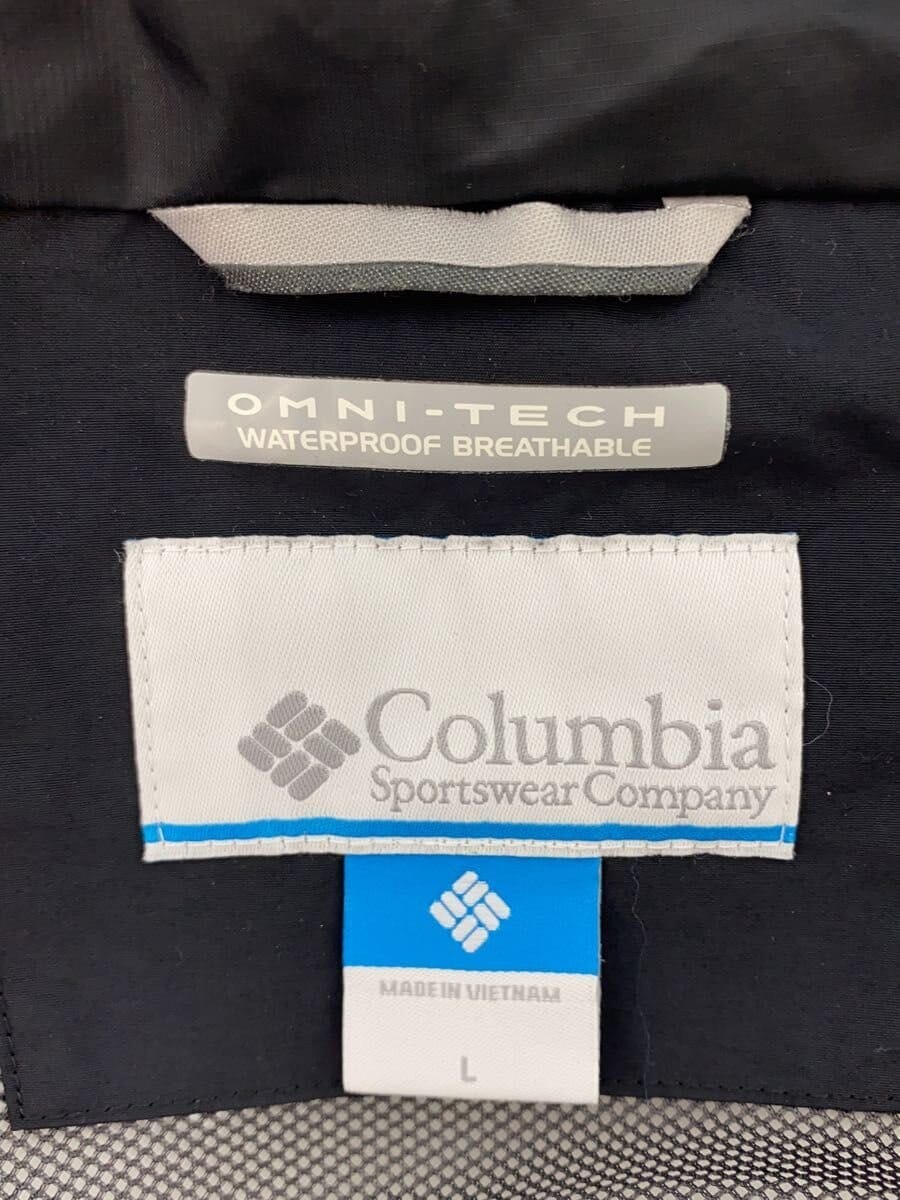 OMNI-TECH
WATERPROOF BREATHABLE
Columbia
Sportswear Company
MADE IN VIETNAM
L